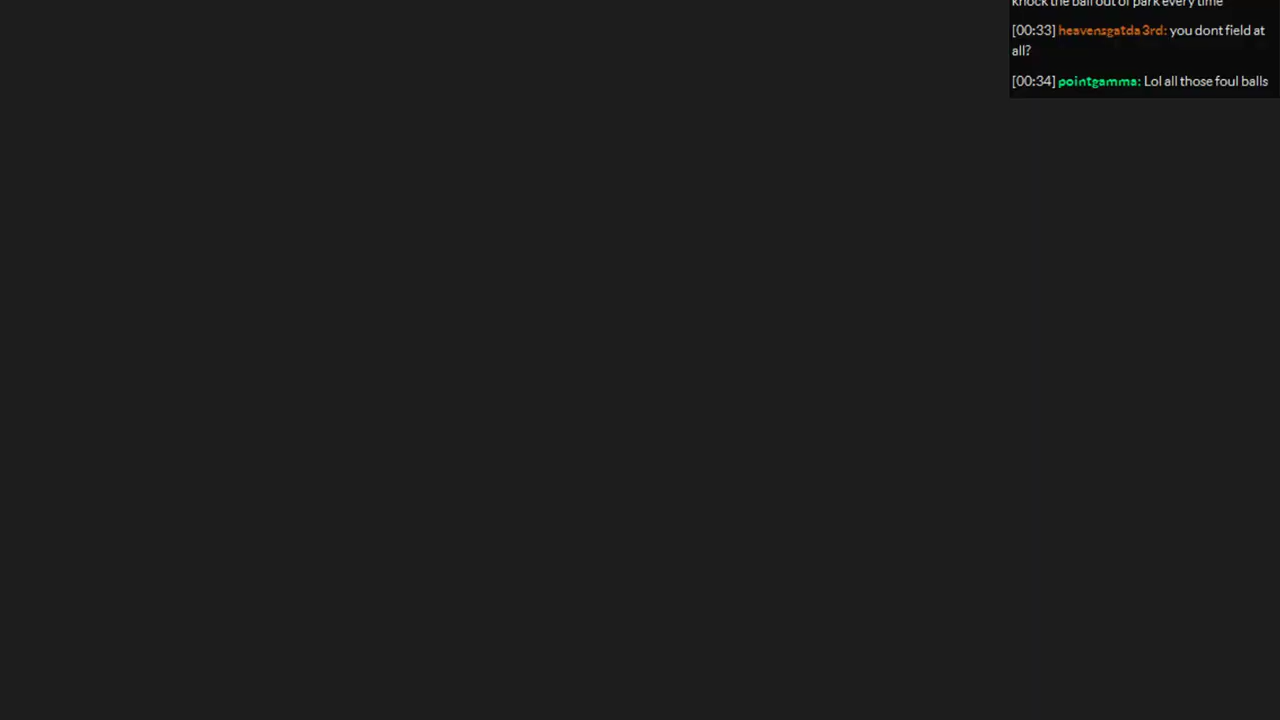 knock the ball out of park every time
[00:33] heavensgatda3rd: you dont field at
all?
[00:34] pointgamma: Lol all those foul balls